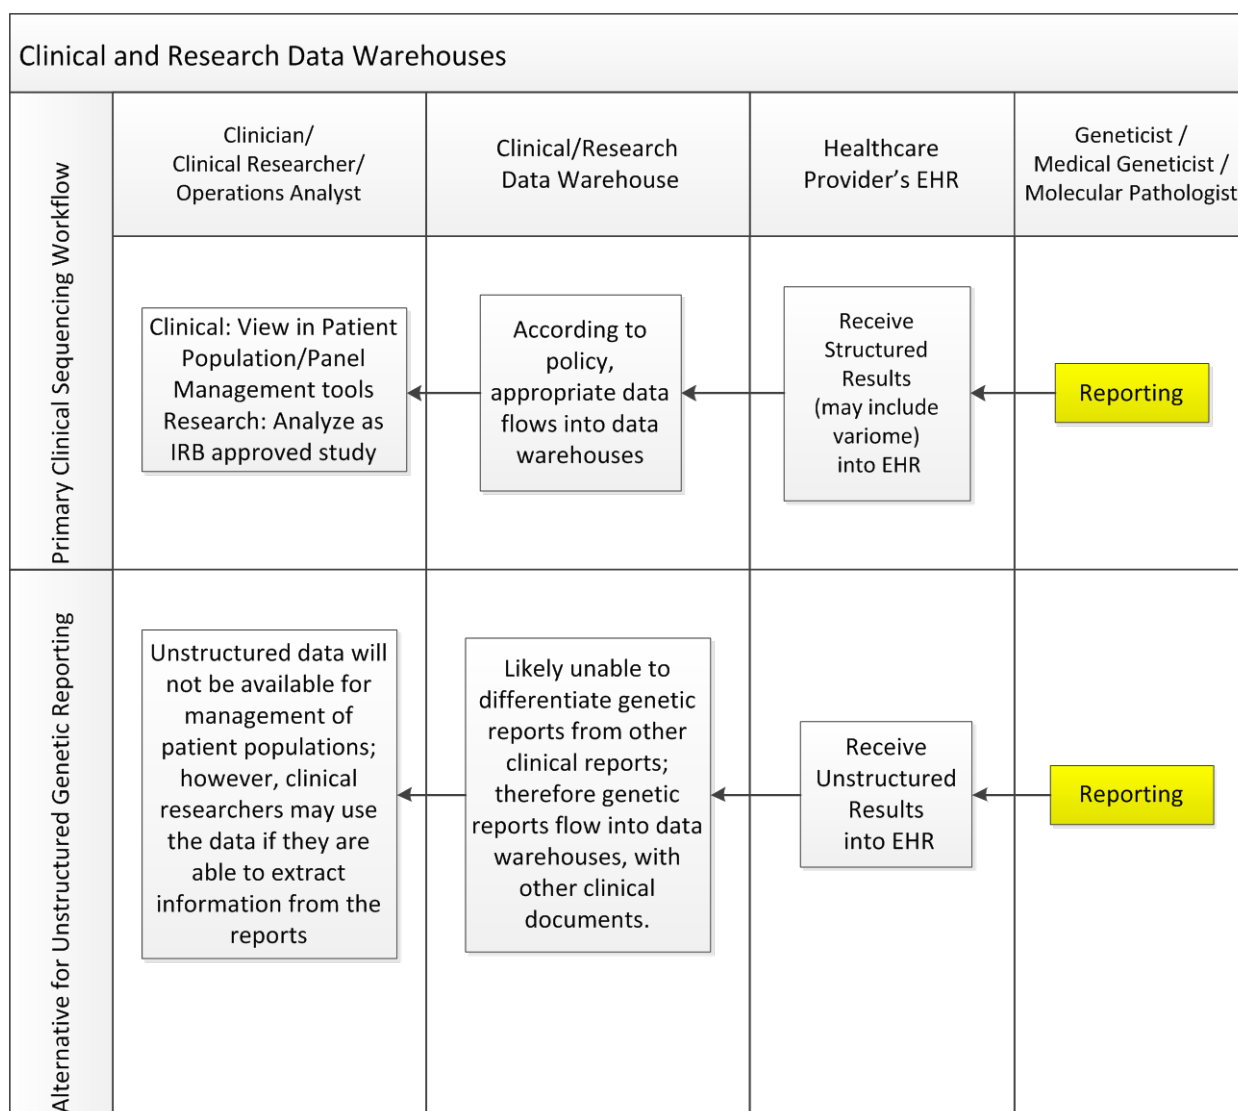 Clinical and Research Data Warehouses
Primary Clinical Sequencing Workflow
Clinician/
Clinical Researcher/
Operations Analyst
Clinical/Research
Data Warehouse
Healthcare
Provider’s EHR
Geneticist /
Medical Geneticist /
Molecular Pathologist
Clinical: View in Patient
Population/Panel
Management tools
Research: Analyze as
IRB approved study
According to
policy,
appropriate data
flows into data
warehouses
Receive
Structured
Results
(may include
variome)
into EHR
Reporting
Alternative for Unstructured Genetic Reporting
Unstructured data will
not be available for
management of
patient populations;
however, clinical
researchers may use
the data if they are
able to extract
information from the
reports
Likely unable to
differentiate genetic
reports from other
clinical reports;
therefore genetic
reports flow into data
warehouses, with
other clinical
documents.
Receive
Unstructured
Results
into EHR
Reporting